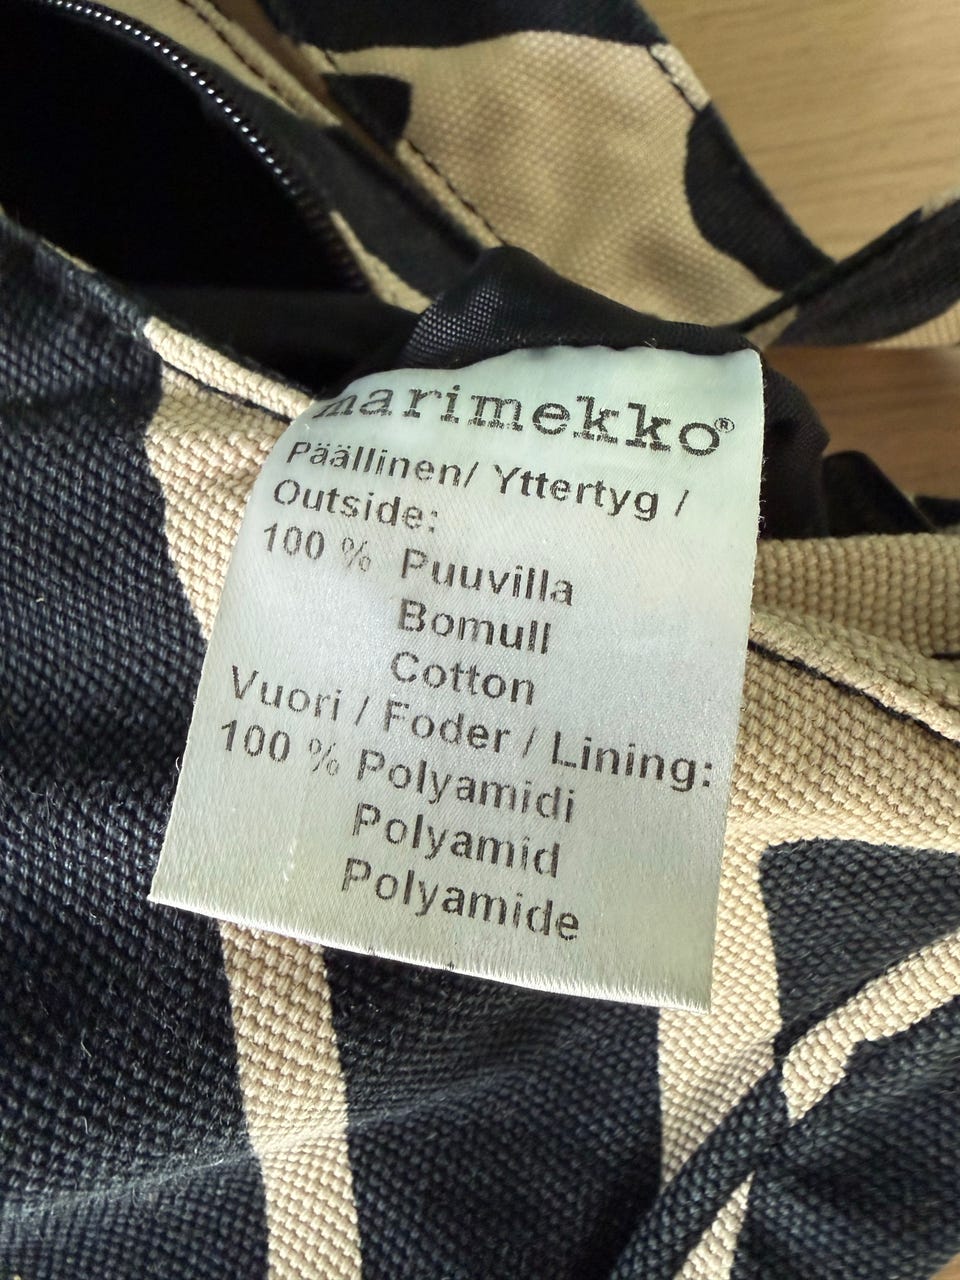 marimekko®
Päällinen/ Yttertyg /
Outside:
100 % Puuvilla
Bomull
Cotton
Vuori / Foder / Lining:
100 % Polyamidi
Polyamid
Polyamide